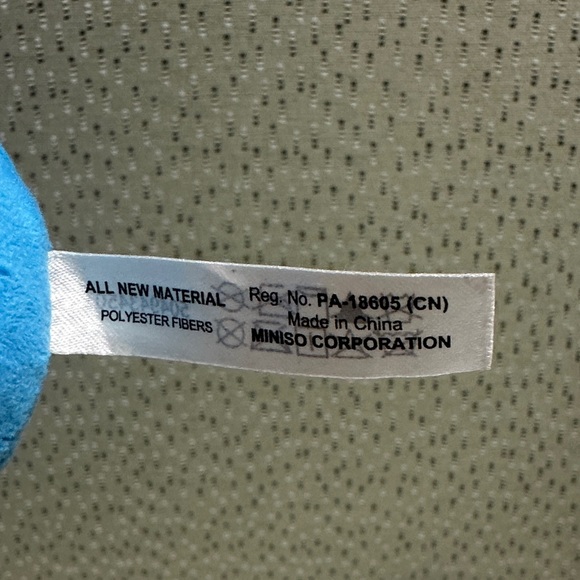 ALL NEW MATERIAL
POLYESTER FIBERS
Reg. No. PA-18605 (CN)
Made in China
MINISO CORPORATION